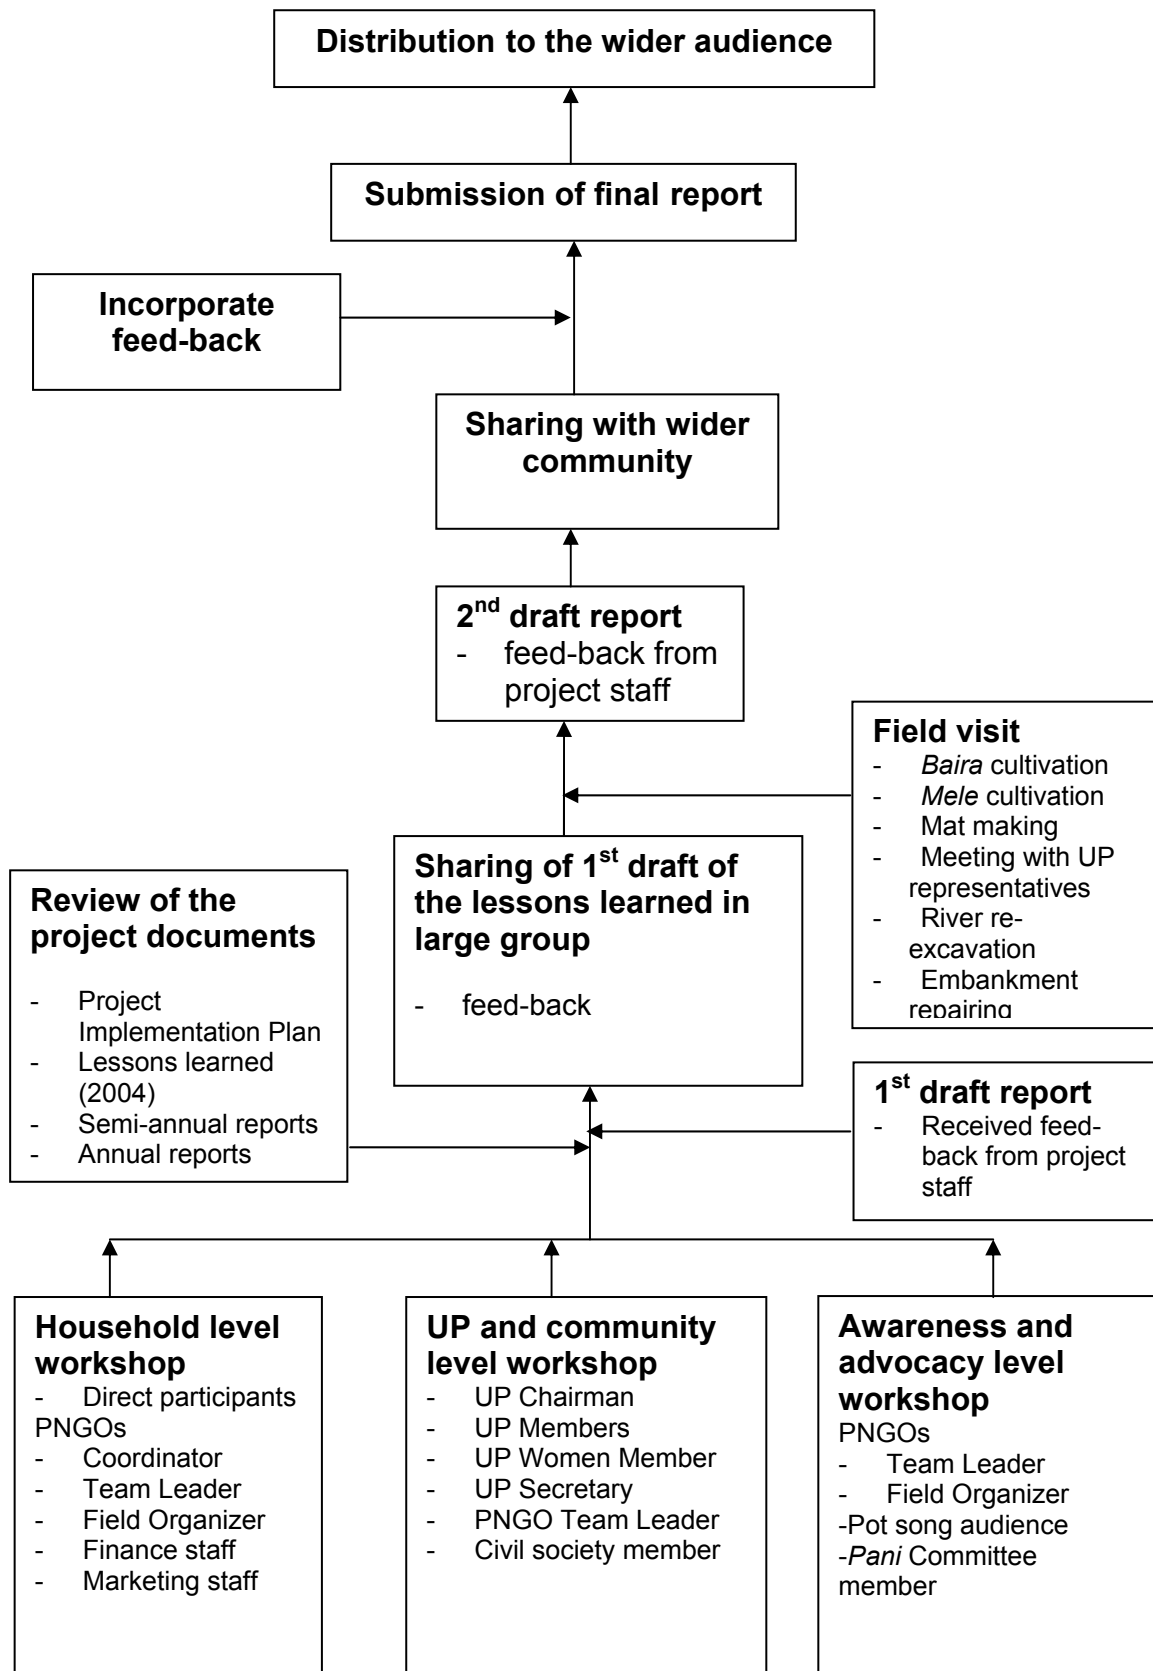 Distribution to the wider audience
Submission of final report
Incorporate
feed-back
Sharing with wider
community
2nd draft report
- feed-back from
project staff
Field visit
- Baira cultivation
- Mele cultivation
- Mat making
- Meeting with UP
representatives
- River re-
excavation
- Embankment
repairing
Sharing of 1st draft of
the lessons learned in
large group
- feed-back
Review of the
project documents
- Project
Implementation Plan
- Lessons learned
(2004)
- Semi-annual reports
- Annual reports
1st draft report
- Received feed-
back from project
staff
Household level
workshop
- Direct participants
PNGOs
- Coordinator
- Team Leader
- Field Organizer
- Finance staff
- Marketing staff
UP and community
level workshop
- UP Chairman
- UP Members
- UP Women Member
- UP Secretary
- PNGO Team Leader
- Civil society member
Awareness and
advocacy level
workshop
PNGOs
- Team Leader
- Field Organizer
-Pot song audience
-Pani Committee
member